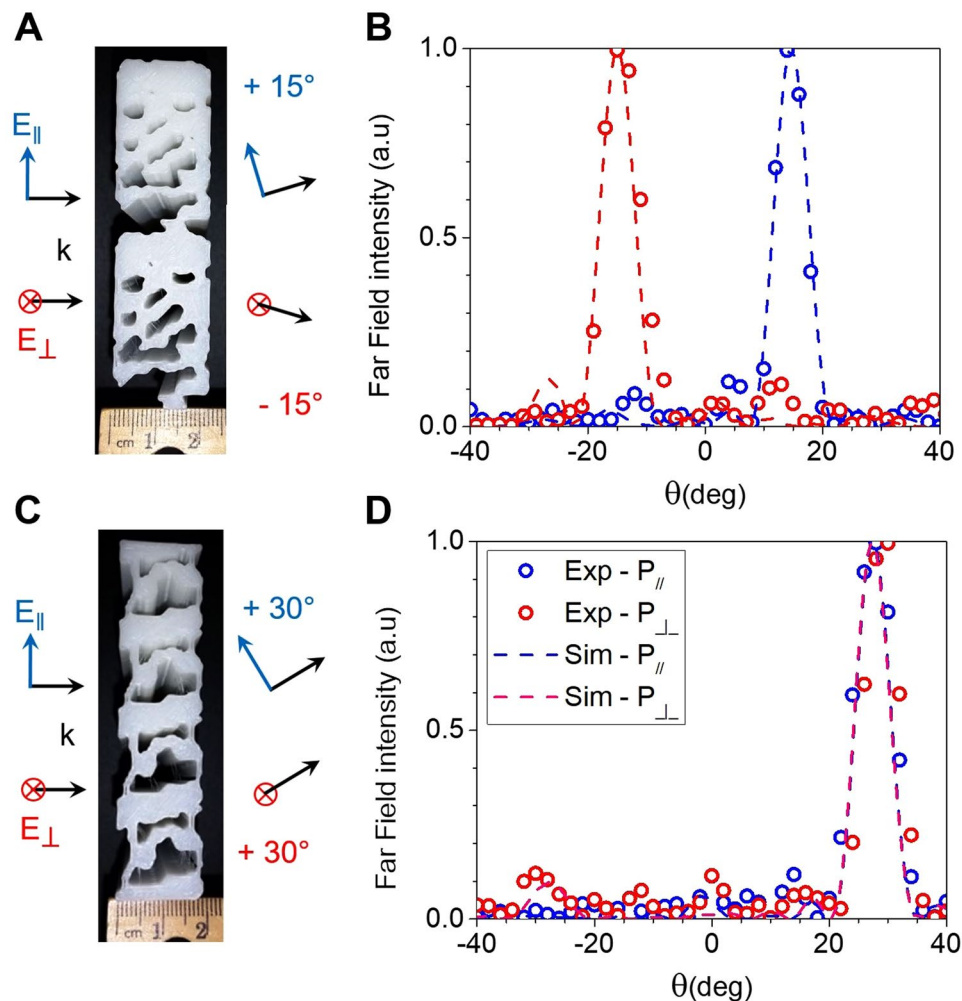 A
E∥
+ 15°
k
E⊥
- 15°
cm 1 2
B
Far Field intensity (a.u)
1.0
0.5
0.0
-40 -20 0 20 40
θ(deg)
C
E∥
+ 30°
k
E⊥
+ 30°
cm 1 2
D
Far Field intensity (a.u)
1.0
0.5
0.0
Exp - P∥
Exp - P⊥
Sim - P∥
Sim - P⊥
-40 -20 0 20 40
θ(deg)